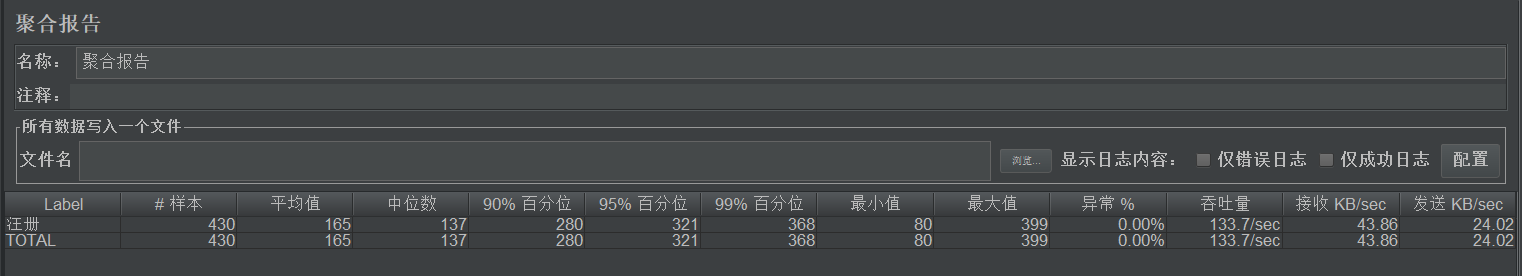 聚合报告
名称： 聚合报告
注释：
所有数据写入一个文件
文件名 浏览... 显示日志内容： 仅错误日志 仅成功日志 配置
Label # 样本 平均值 中位数 90% 百分位 95% 百分位 99% 百分位 最小值 最大值 异常 % 吞吐量 接收 KB/sec 发送 KB/sec
注册 430 165 137 280 321 368 80 399 0.00% 133.7/sec 43.86 24.02
TOTAL 430 165 137 280 321 368 80 399 0.00% 133.7/sec 43.86 24.02